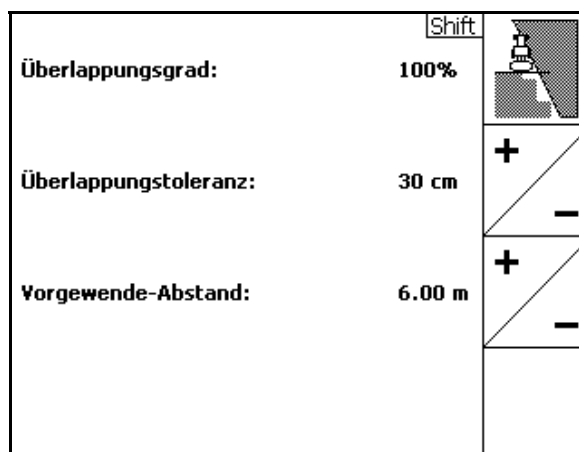 Shift
Überlappungsgrad: 100%
Überlappungstoleranz: 30 cm
Vorgewende-Abstand: 6.00 m
+
−
+
−